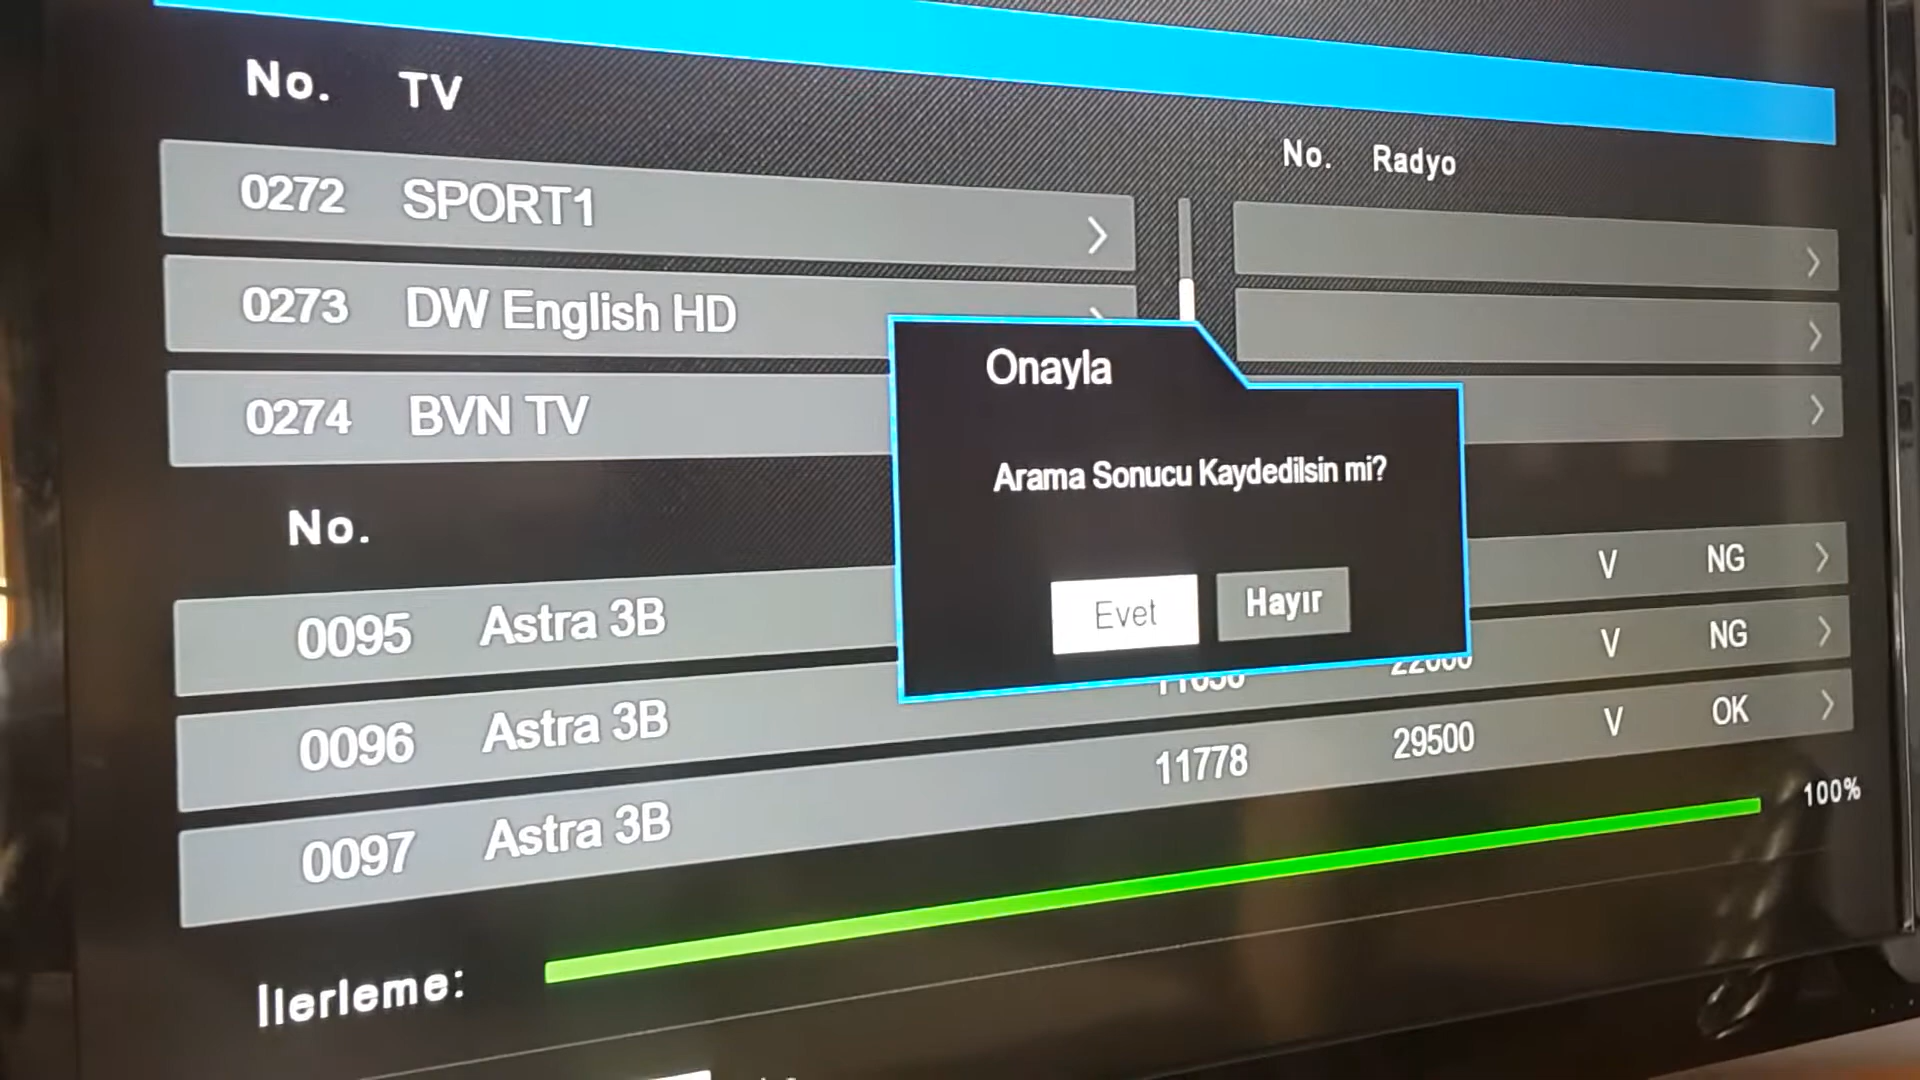 No. TV
0272 SPORT1
0273 DW English HD
0274 BVN TV
No. Radyo
Onayla
Arama Sonucu Kaydedilsin mi?
Evet Hayır
No.
0095 Astra 3B V NG
0096 Astra 3B V NG
0097 Astra 3B 11778 29500 V OK
İlerleme: 100%